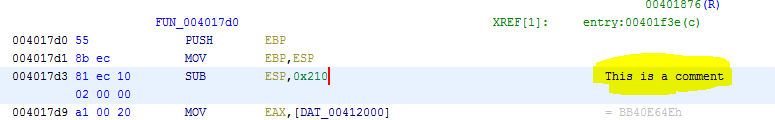 00401876(R)
FUN_004017d0 XREF[1]: entry:00401f3e(c)
004017d0 55 PUSH EBP
004017d1 8b ec MOV EBP,ESP
004017d3 81 ec 10 SUB ESP,0x210 This is a comment
02 00 00
004017d9 a1 00 20 MOV EAX,[DAT_00412000] = BB40E64Eh